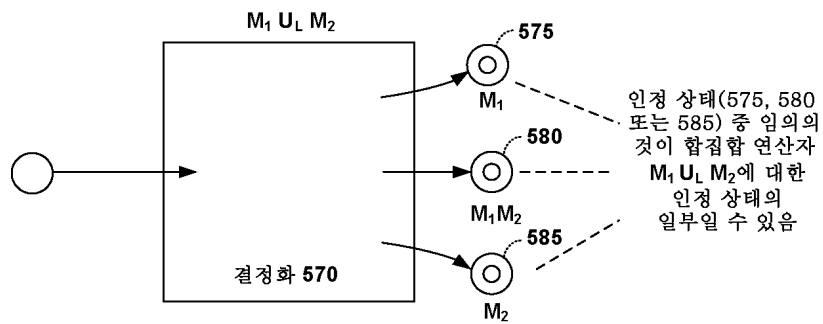 M₁ U_L M₂
575
M₁
580
M₁M₂
585
M₂
결정화 570
인정 상태(575, 580
또는 585) 중 임의의
것이 합집합 연산자
M₁ U_L M₂에 대한
인정 상태의
일부일 수 있음